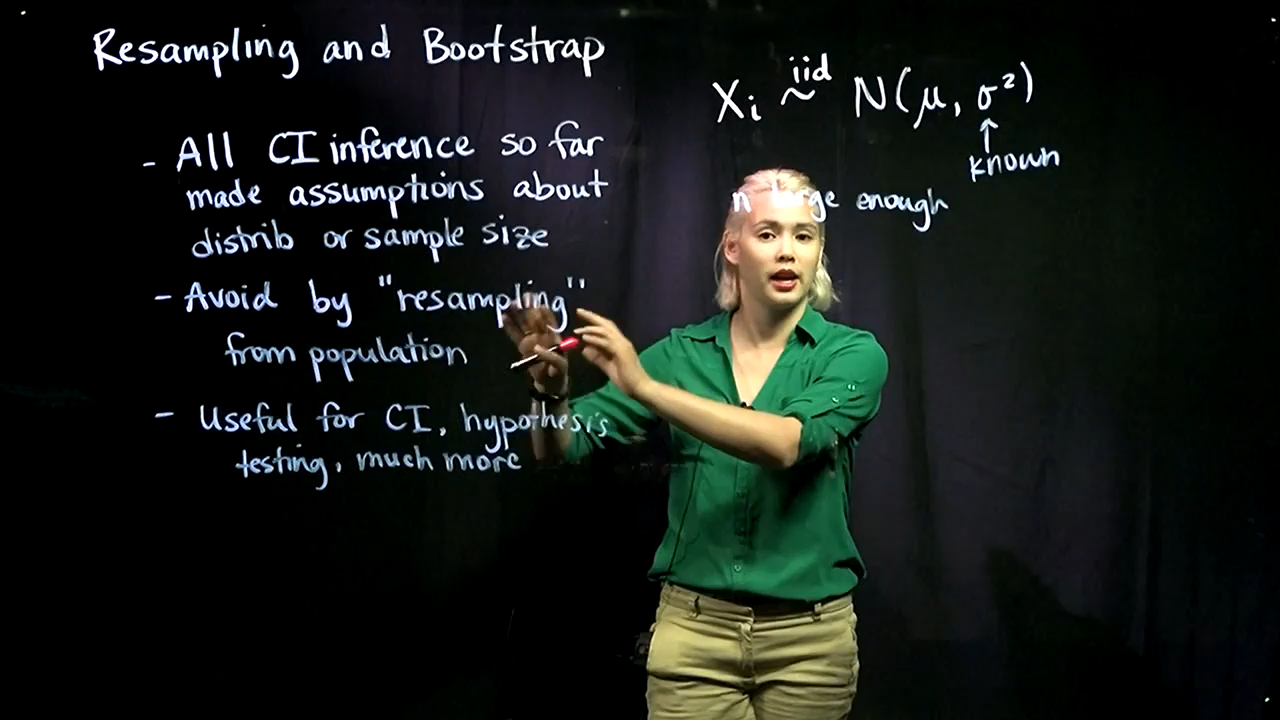 Resampling and Bootstrap
- All CI inference so far
made assumptions about
distrib or sample size
- Avoid by "resampling"
from population
- Useful for CI, hypothesis
testing, much more
Xi iid ~ N(μ, σ²)
↑
known
n large enough